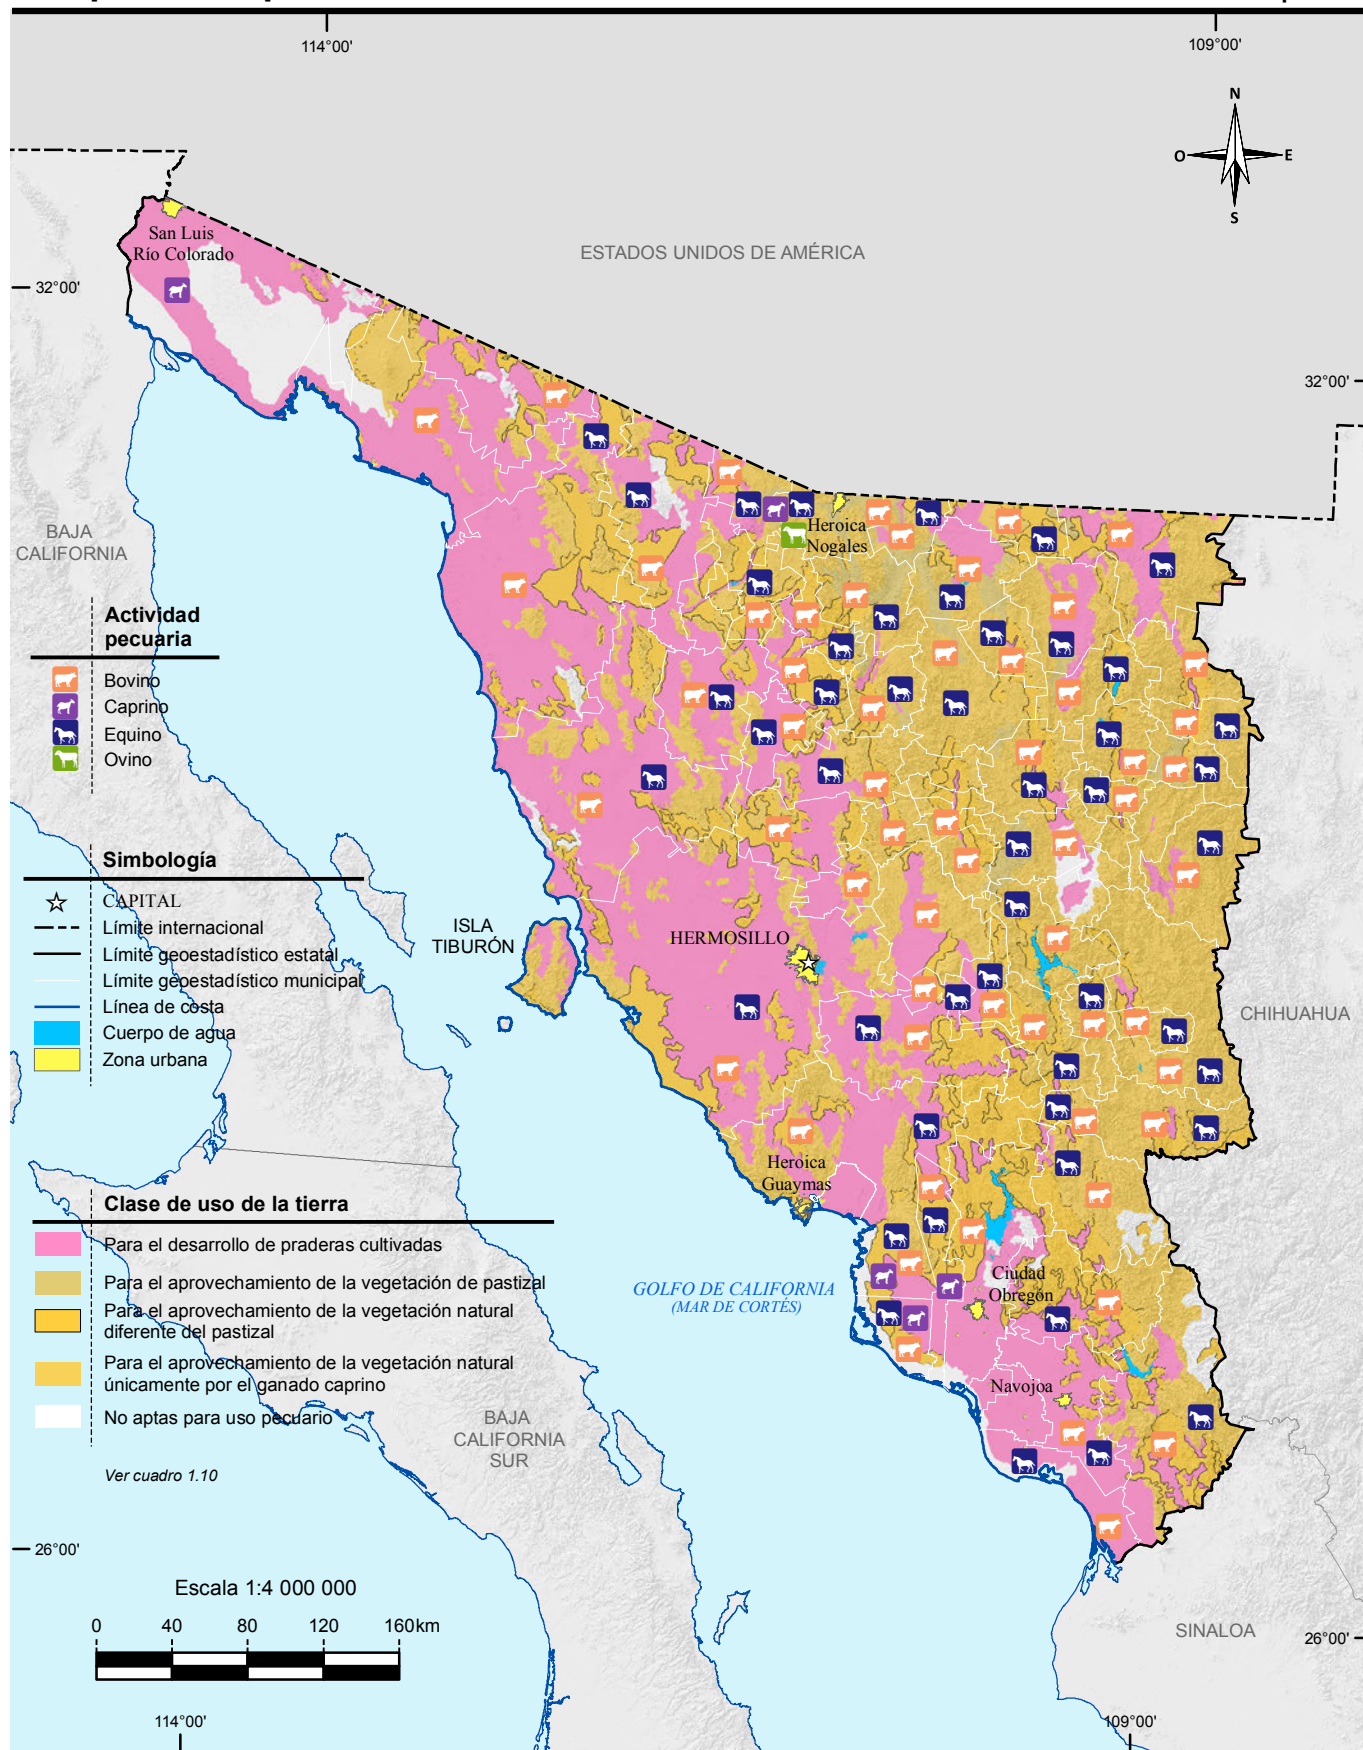 114°00'
109°00'
N
O
E
S
San Luis
Río Colorado
ESTADOS UNIDOS DE AMÉRICA
32°00'
32°00'
BAJA
CALIFORNIA
Heroica
Nogales
Actividad
pecuaria
Bovino
Caprino
Equino
Ovino
Simbología
CAPITAL
Límite internacional
Límite geoestadístico estatal
Límite geoestadístico municipal
Línea de costa
Cuerpo de agua
Zona urbana
ISLA
TIBURÓN
HERMOSILLO
CHIHUAHUA
Heroica
Guaymas
Clase de uso de la tierra
Para el desarrollo de praderas cultivadas
Para el aprovechamiento de la vegetación de pastizal
Para el aprovechamiento de la vegetación natural
diferente del pastizal
Para el aprovechamiento de la vegetación natural
únicamente por el ganado caprino
No aptas para uso pecuario
Ver cuadro 1.10
GOLFO DE CALIFORNIA
(MAR DE CORTÉS)
Ciudad
Obregón
Navojoa
BAJA
CALIFORNIA
SUR
26°00'
Escala 1:4 000 000
0 40 80 120 160km
SINALOA
26°00'
114°00'
109°00'